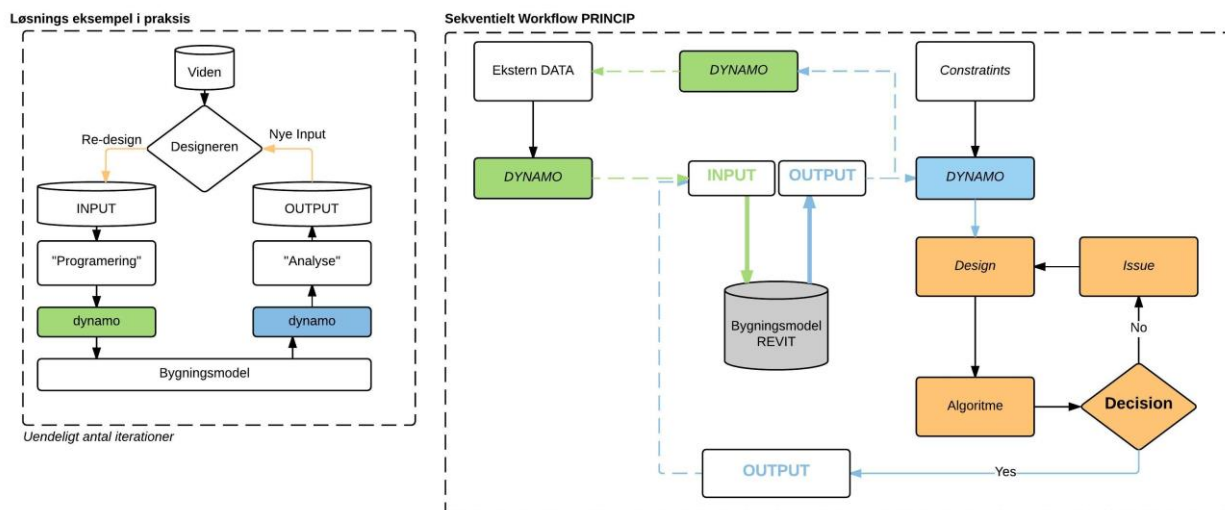 Løsnings eksempel i praksis
Viden
Re-design
Nye Input
Designeren
INPUT
OUTPUT
"Programering"
"Analyse"
dynamo
dynamo
Bygningsmodel
Uendeligt antal iterationer
Sekventielt Workflow PRINCIP
Ekstern DATA
DYNAMO
Constratints
DYNAMO
INPUT
OUTPUT
DYNAMO
Design
Issue
Bygningsmodel
REVIT
No
Algoritme
Decision
OUTPUT
Yes